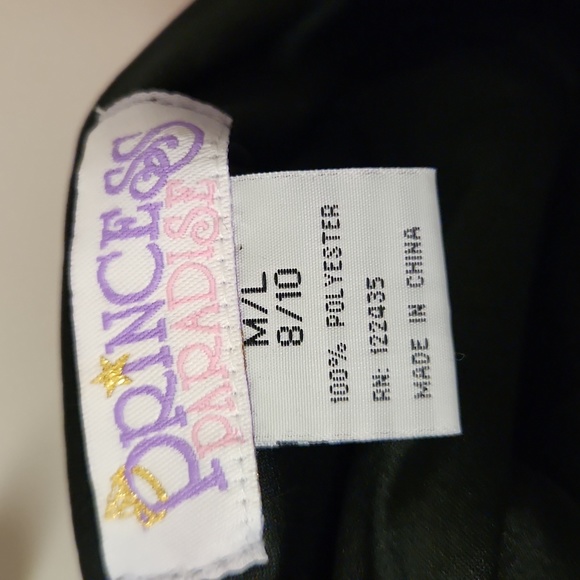 PRINCESS
PARADISE
M/L
8/10
100% POLYESTER
RN: 122435
MADE IN CHINA